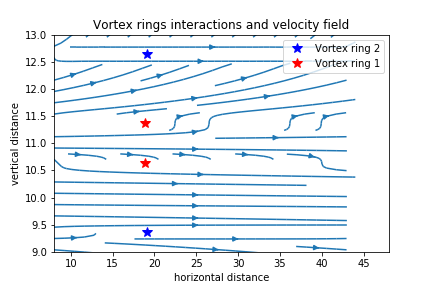 Vortex rings interactions and velocity field
Vortex ring 2
Vortex ring 1
13.0
12.5
12.0
11.5
11.0
10.5
10.0
9.5
9.0
vertical distance
10 15 20 25 30 35 40 45
horizontal distance